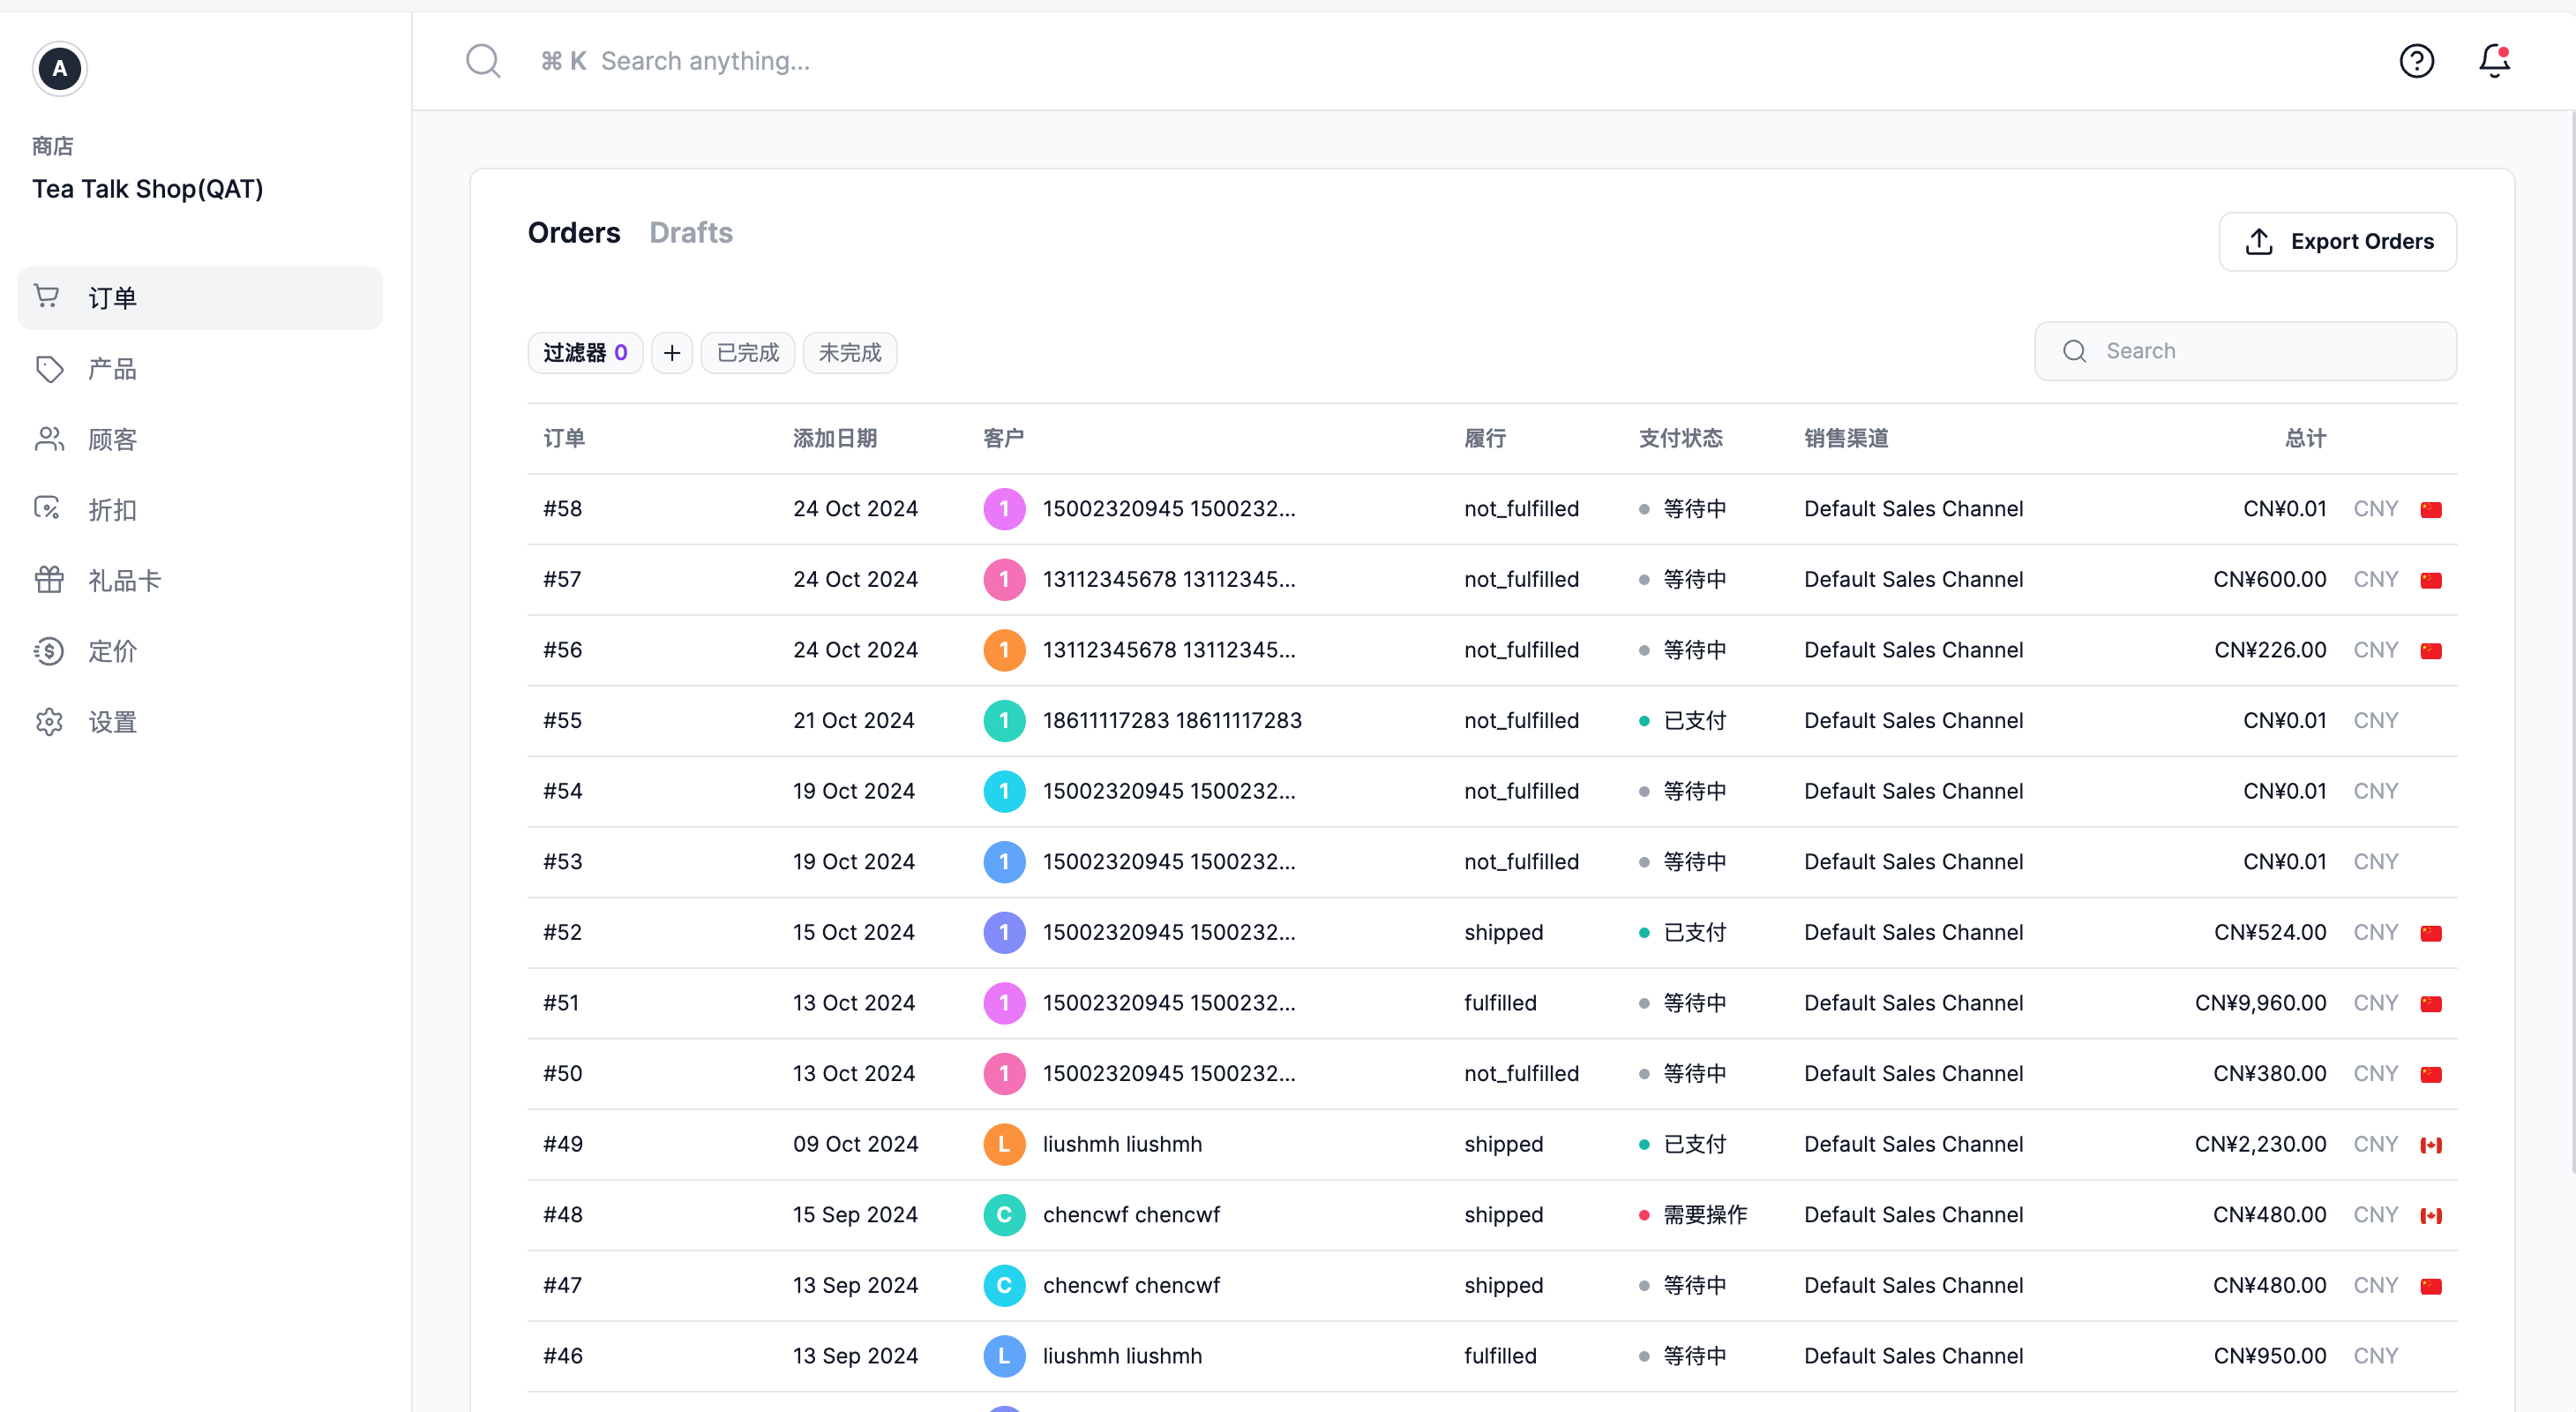 A
商店
Tea Talk Shop(QAT)
订单
产品
顾客
折扣
礼品卡
定价
设置
⌘ K Search anything...
Orders Drafts
Export Orders
过滤器 0 + 已完成 未完成
Search
订单 添加日期 客户 履行 支付状态 销售渠道 总计
#58 24 Oct 2024 1 15002320945 1500232... not_fulfilled 等待中 Default Sales Channel CN¥0.01 CNY
#57 24 Oct 2024 1 13112345678 13112345... not_fulfilled 等待中 Default Sales Channel CN¥600.00 CNY
#56 24 Oct 2024 1 13112345678 13112345... not_fulfilled 等待中 Default Sales Channel CN¥226.00 CNY
#55 21 Oct 2024 1 18611117283 18611117283 not_fulfilled 已支付 Default Sales Channel CN¥0.01 CNY
#54 19 Oct 2024 1 15002320945 1500232... not_fulfilled 等待中 Default Sales Channel CN¥0.01 CNY
#53 19 Oct 2024 1 15002320945 1500232... not_fulfilled 等待中 Default Sales Channel CN¥0.01 CNY
#52 15 Oct 2024 1 15002320945 1500232... shipped 已支付 Default Sales Channel CN¥524.00 CNY
#51 13 Oct 2024 1 15002320945 1500232... fulfilled 等待中 Default Sales Channel CN¥9,960.00 CNY
#50 13 Oct 2024 1 15002320945 1500232... not_fulfilled 等待中 Default Sales Channel CN¥380.00 CNY
#49 09 Oct 2024 L liushmh liushmh shipped 已支付 Default Sales Channel CN¥2,230.00 CNY
#48 15 Sep 2024 C chencwf chencwf shipped 需要操作 Default Sales Channel CN¥480.00 CNY
#47 13 Sep 2024 C chencwf chencwf shipped 等待中 Default Sales Channel CN¥480.00 CNY
#46 13 Sep 2024 L liushmh liushmh fulfilled 等待中 Default Sales Channel CN¥950.00 CNY